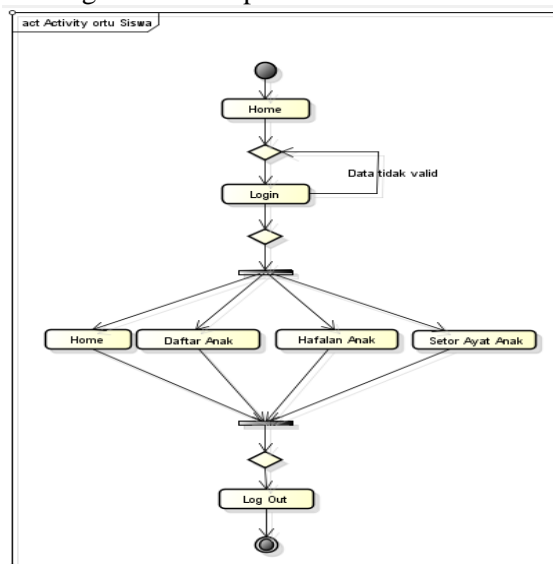 act Activity ortu Siswa
Home
Data tidak valid
Login
Home
Daftar Anak
Hafalan Anak
Setor Ayat Anak
Log Out